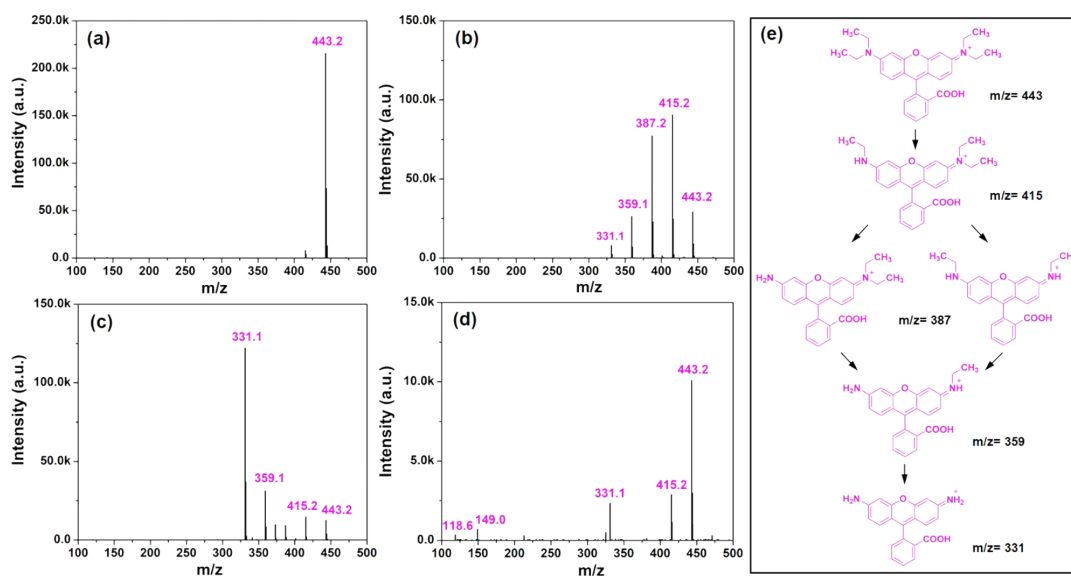 (a)
443.2
250.0k
200.0k
150.0k
100.0k
50.0k
0.0
100 150 200 250 300 350 400 450 500
m/z
Intensity (a.u.)
(b)
415.2
387.2
359.1
443.2
331.1
150.0k
100.0k
50.0k
0.0
100 150 200 250 300 350 400 450 500
m/z
Intensity (a.u.)
(c)
331.1
359.1
415.2
443.2
150.0k
100.0k
50.0k
0.0
100 150 200 250 300 350 400 450 500
m/z
Intensity (a.u.)
(d)
443.2
415.2
331.1
149.0
118.6
15.0k
10.0k
5.0k
0.0
100 150 200 250 300 350 400 450 500
m/z
Intensity (a.u.)
(e)
CH₃ CH₃
H₃C N O N⁺ CH₃
COOH
m/z= 443
CH₃ CH₃
HN O N⁺ CH₃
COOH
m/z= 415
CH₃
H₂N O N⁺ CH₃
COOH
H₃C CH₃
HN O NH⁺
COOH
m/z= 387
CH₃
H₂N O NH⁺
COOH
m/z= 359
H₂N O NH₂⁺
COOH
m/z= 331